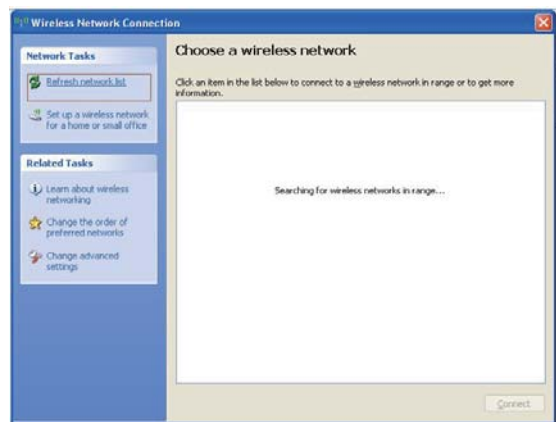 Wireless Network Connection
Network Tasks
Refresh network list
Set up a wireless network
for a home or small office
Related Tasks
Learn about wireless
networking
Change the order of
preferred networks
Change advanced
settings
Choose a wireless network
Click an item in the list below to connect to a wireless network in range or to get more
information.
Searching for wireless networks in range...
Connect